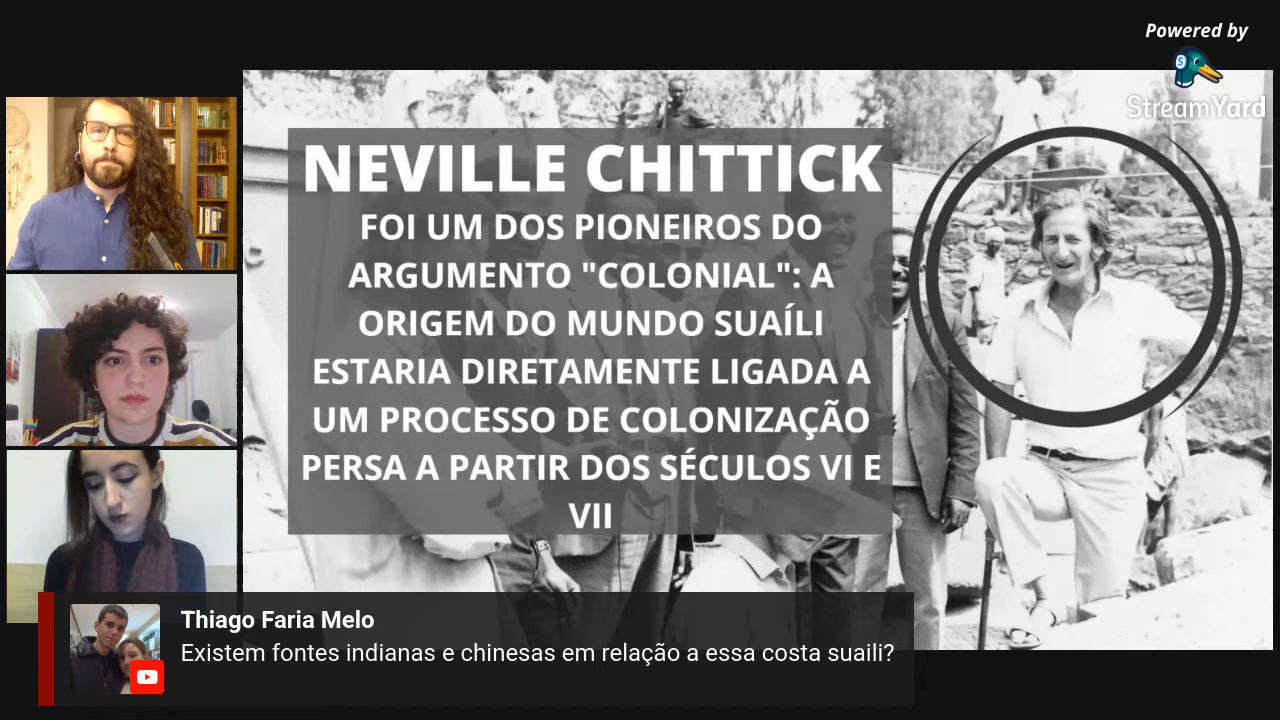 Powered by
StreamYard
NEVILLE CHITTICK
FOI UM DOS PIONEIROS DO
ARGUMENTO "COLONIAL": A
ORIGEM DO MUNDO SUAÍLI
ESTARIA DIRETAMENTE LIGADA A
UM PROCESSO DE COLONIZAÇÃO
PERSA A PARTIR DOS SÉCULOS VI E
VII
Thiago Faria Melo
Existem fontes indianas e chinesas em relação a essa costa suaili?